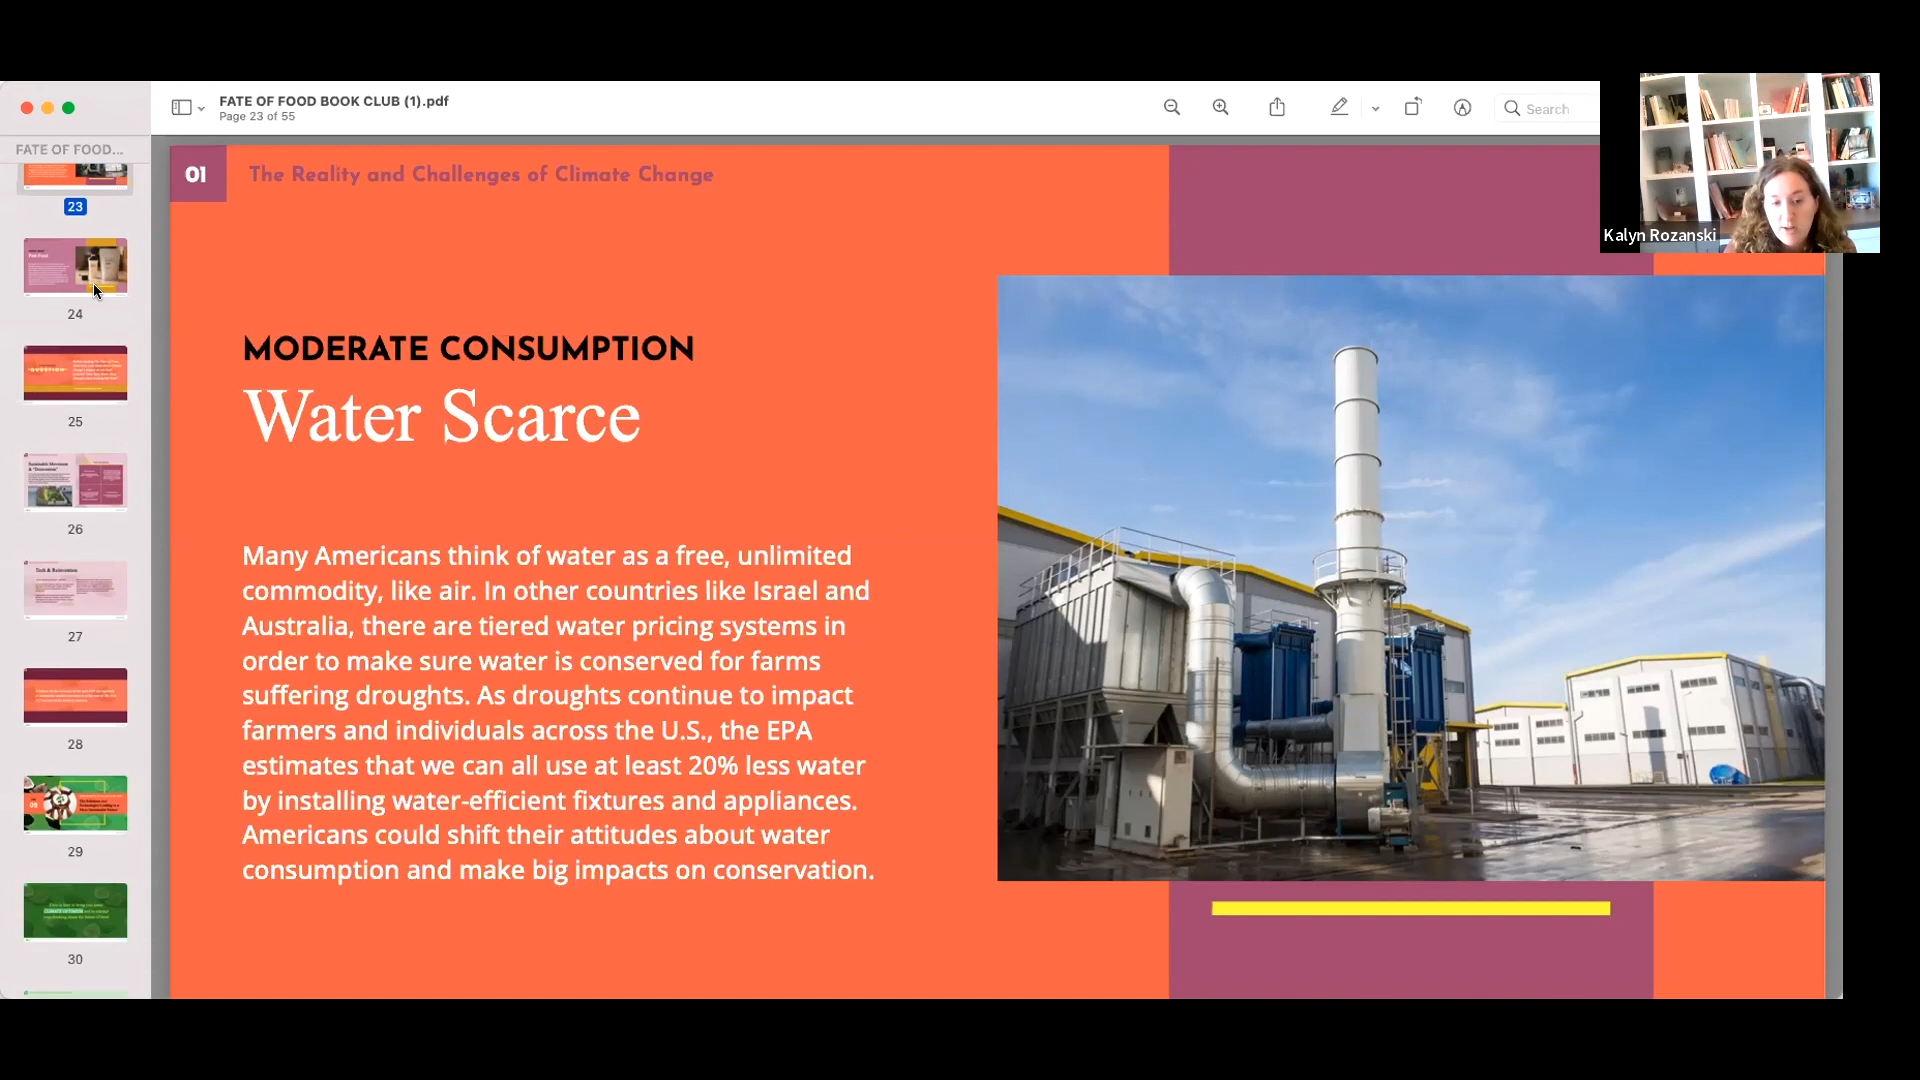 FATE OF FOOD BOOK CLUB (1).pdf
Page 23 of 55
Search
Kalyn Rozanski
FATE OF FOOD...
23
24
25
26
27
28
29
30
01
The Reality and Challenges of Climate Change
MODERATE CONSUMPTION
Water Scarce
Many Americans think of water as a free, unlimited
commodity, like air. In other countries like Israel and
Australia, there are tiered water pricing systems in
order to make sure water is conserved for farms
suffering droughts. As droughts continue to impact
farmers and individuals across the U.S., the EPA
estimates that we can all use at least 20% less water
by installing water-efficient fixtures and appliances.
Americans could shift their attitudes about water
consumption and make big impacts on conservation.